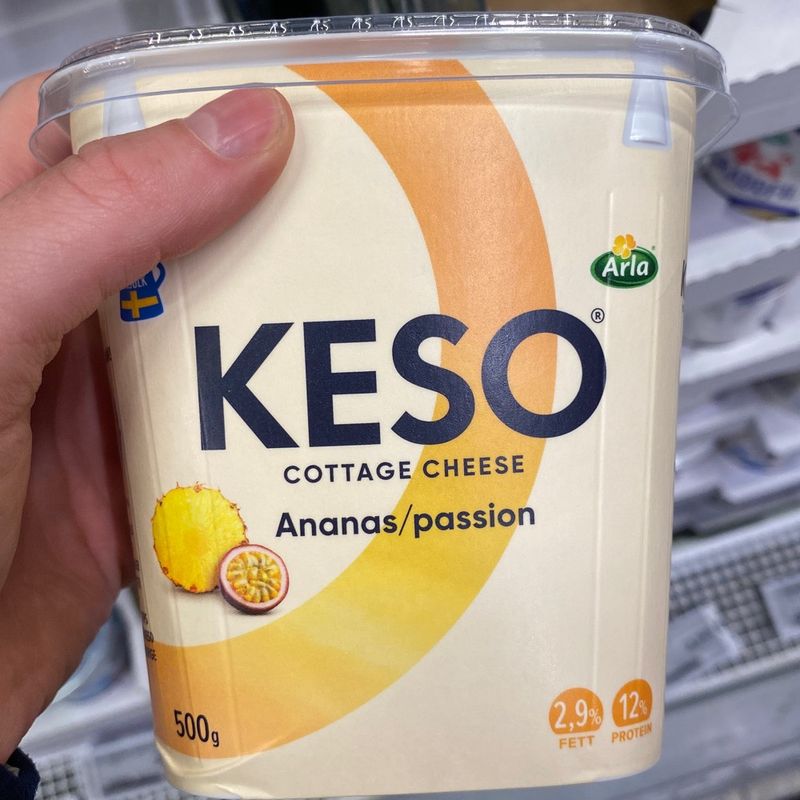 Arla
KESO®
COTTAGE CHEESE
Ananas/passion
500g
2,9%
FETT
12%
PROTEIN